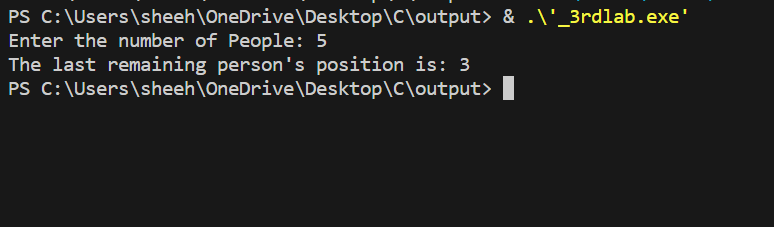 PS C:\Users\sheeh\OneDrive\Desktop\C\output> & .\'_3rdlab.exe'
Enter the number of People: 5
The last remaining person's position is: 3
PS C:\Users\sheeh\OneDrive\Desktop\C\output>